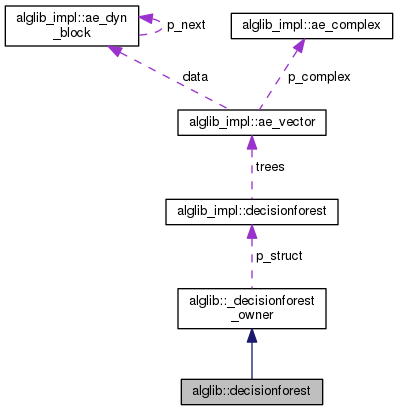 alglib_impl::ae_dyn
_block
p_next
alglib_impl::ae_complex
data
p_complex
alglib_impl::ae_vector
trees
alglib_impl::decisionforest
p_struct
alglib::_decisionforest
_owner
alglib::decisionforest